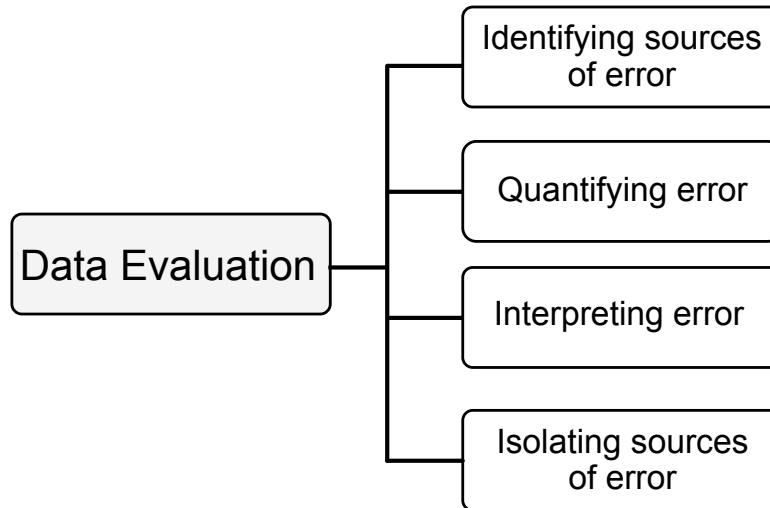 Identifying sources
of error
Quantifying error
Data Evaluation
Interpreting error
Isolating sources
of error